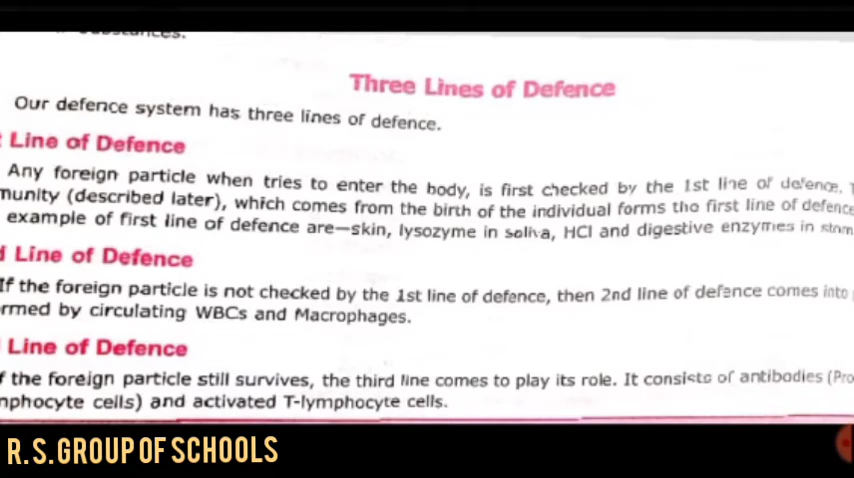 substances.
Three Lines of Defence
Our defence system has three lines of defence.
Line of Defence
Any foreign particle when tries to enter the body, is first checked by the 1st line of defence.
munity (described later), which comes from the birth of the individual forms the first line of defence
example of first line of defence are—skin, lysozyme in saliva, HCl and digestive enzymes in stom
d Line of Defence
If the foreign particle is not checked by the 1st line of defence, then 2nd line of defence comes into
rmed by circulating WBCs and Macrophages.
Line of Defence
f the foreign particle still survives, the third line comes to play its role. It consists of antibodies (Pro
nphocyte cells) and activated T-lymphocyte cells.
R.S.GROUP OF SCHOOLS